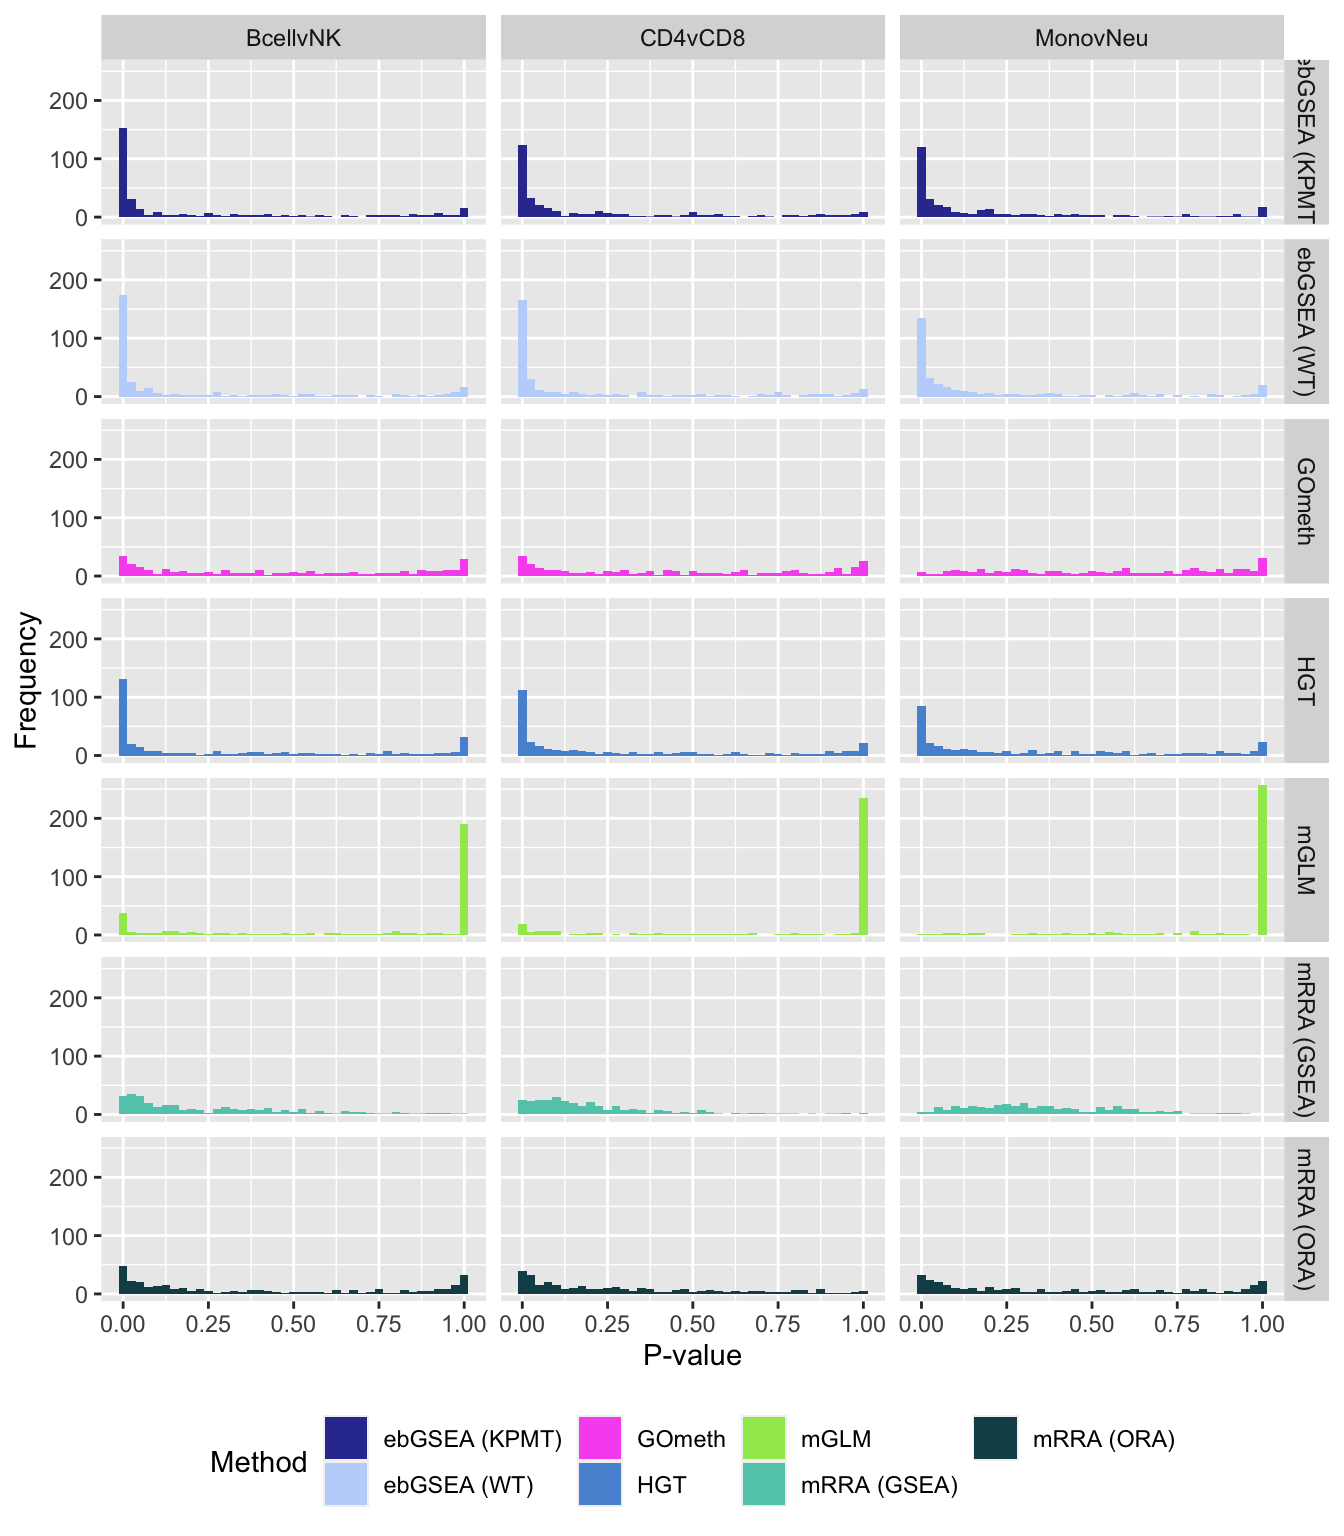 BcellvNK CD4vCD8 MonovNeu
ebGSEA (KPMT
200
100
0
ebGSEA (WT)
200
100
0
GOmeth
200
100
0
HGT
200
100
0
mGLM
200
100
0
mRRA (GSEA)
200
100
0
mRRA (ORA)
200
100
0
Frequency
0.00 0.25 0.50 0.75 1.00 0.00 0.25 0.50 0.75 1.00 0.00 0.25 0.50 0.75 1.00
P-value
Method
ebGSEA (KPMT) GOmeth mGLM mRRA (ORA)
ebGSEA (WT) HGT mRRA (GSEA)